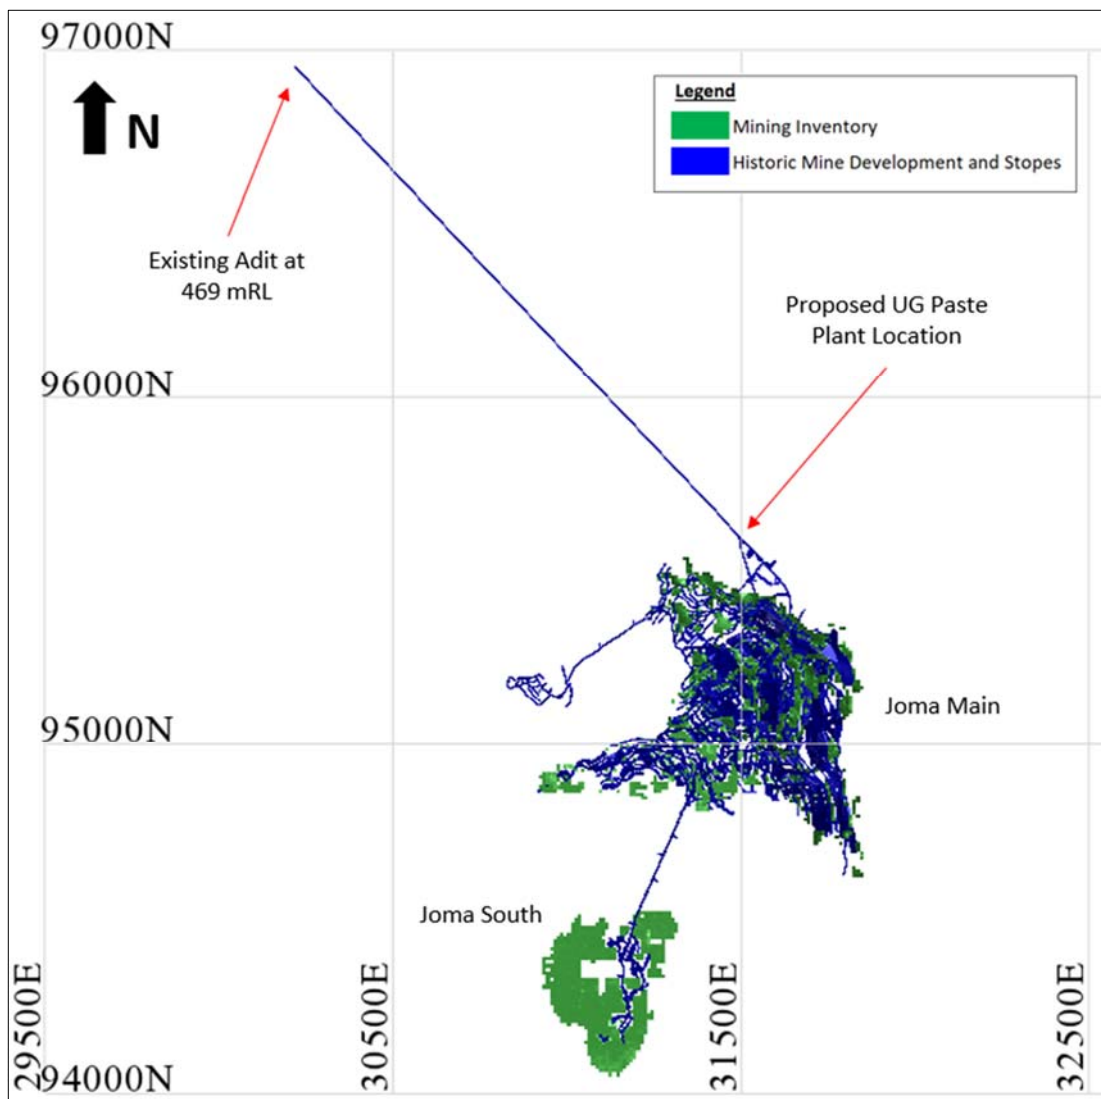 97000N
N
Legend
Mining Inventory
Historic Mine Development and Stopes
Existing Adit at
469 mRL
Proposed UG Paste
Plant Location
96000N
Joma Main
95000N
Joma South
29500E
30500E
31500E
32500E
94000N